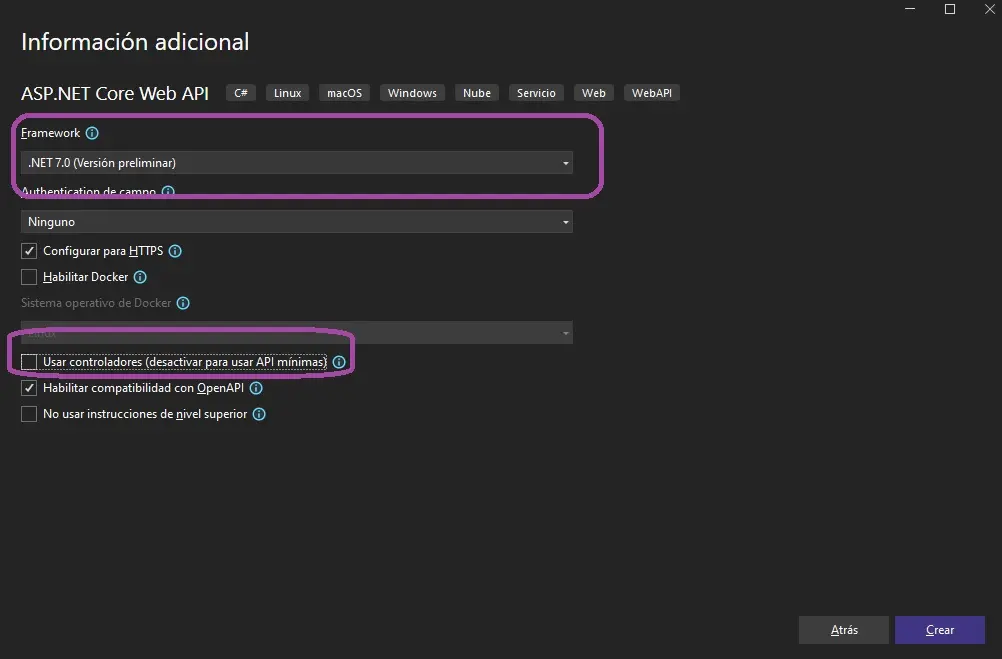 Información adicional
ASP.NET Core Web API C# Linux macOS Windows Nube Servicio Web WebAPI
Framework
.NET 7.0 (Versión preliminar)
Authentication de campo
Ninguno
Configurar para HTTPS
Habilitar Docker
Sistema operativo de Docker
Linux
Usar controladores (desactivar para usar API mínimas)
Habilitar compatibilidad con OpenAPI
No usar instrucciones de nivel superior
Atrás Crear